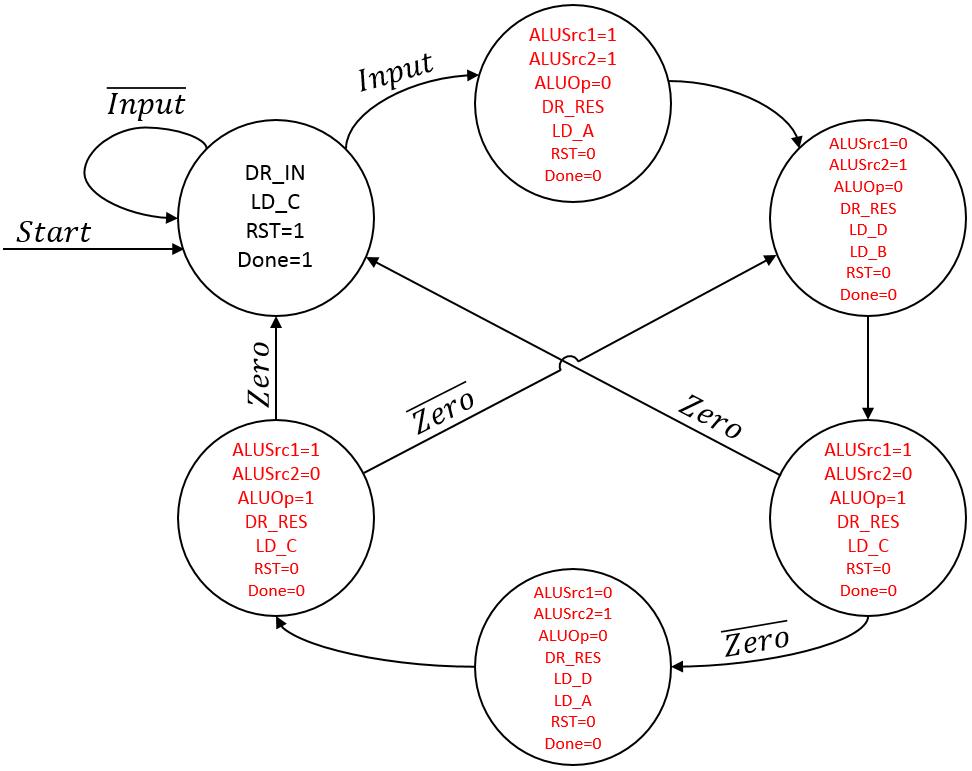 ALUSrc1=1
ALUSrc2=1
ALUOp=0
DR_RES
LD_A
RST=0
Done=0
Input
Input
Start
DR_IN
LD_C
RST=1
Done=1
ALUSrc1=0
ALUSrc2=1
ALUOp=0
DR_RES
LD_D
LD_B
RST=0
Done=0
Zero
Zero
Zero
ALUSrc1=1
ALUSrc2=0
ALUOp=1
DR_RES
LD_C
RST=0
Done=0
ALUSrc1=1
ALUSrc2=0
ALUOp=1
DR_RES
LD_C
RST=0
Done=0
ALUSrc1=0
ALUSrc2=1
ALUOp=0
DR_RES
LD_D
LD_A
RST=0
Done=0
Zero